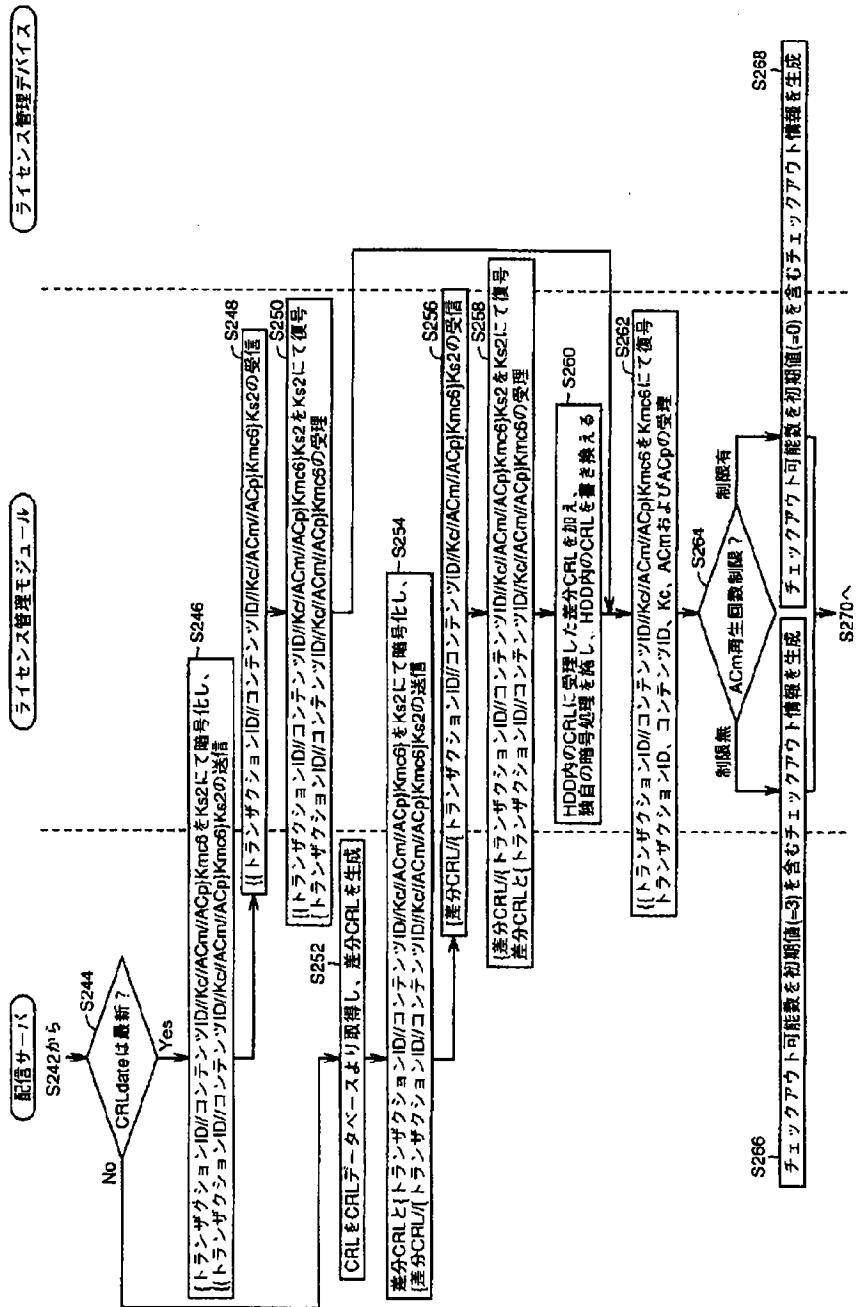 配信サーバ
ライセンス管理モジュール
ライセンス管理デバイス
S242から
S244
CRLdateは最新？
No
Yes
S246
{トランザクションID//コンテンツID//Kc//ACm//ACp}Kmc6をKs2にて暗号化し、
{{トランザクションID//コンテンツID//Kc//ACm//ACp}Kmc6}Ks2の送信
S248
{{トランザクションID//コンテンツID//Kc//ACm//ACp}Kmc6}Ks2の受信
S250
{{トランザクションID//コンテンツID//Kc//ACm//ACp}Kmc6}Ks2をKs2にて復号
{トランザクションID//コンテンツID//Kc//ACm//ACp}Kmc6の受理
S252
CRLをCRLデータベースより取得し、差分CRLを生成
S254
差分CRLと{トランザクションID//コンテンツID//Kc//ACm//ACp}Kmc6}をKs2にて暗号化し、
{差分CRL//{トランザクションID//コンテンツID//Kc//ACm//ACp}Kmc6}Ks2の送信
S256
{差分CRL//{トランザクションID//コンテンツID//Kc//ACm//ACp}Kmc6}Ks2の受信
S258
{差分CRL//{トランザクションID//コンテンツID//Kc//ACm//ACp}Kmc6}Ks2をKs2にて復号
差分CRLと{トランザクションID//コンテンツID//Kc//ACm//ACp}Kmc6の受理
S260
HDD内のCRLに受理した差分CRLを加え、
独自の暗号処理を施し、HDD内のCRLを書き換える
S262
{{トランザクションID//コンテンツID//Kc//ACm//ACp}Kmc6をKmc6にて復号
トランザクションID、コンテンツID、Kc、ACmおよびACpの受理
S264
ACm再生回数制限？
制限無
制限有
S266
チェックアウト可能数を初期値(=3)を含むチェックアウト情報を生成
S268
チェックアウト可能数を初期値(=0)を含むチェックアウト情報を生成
S270へ